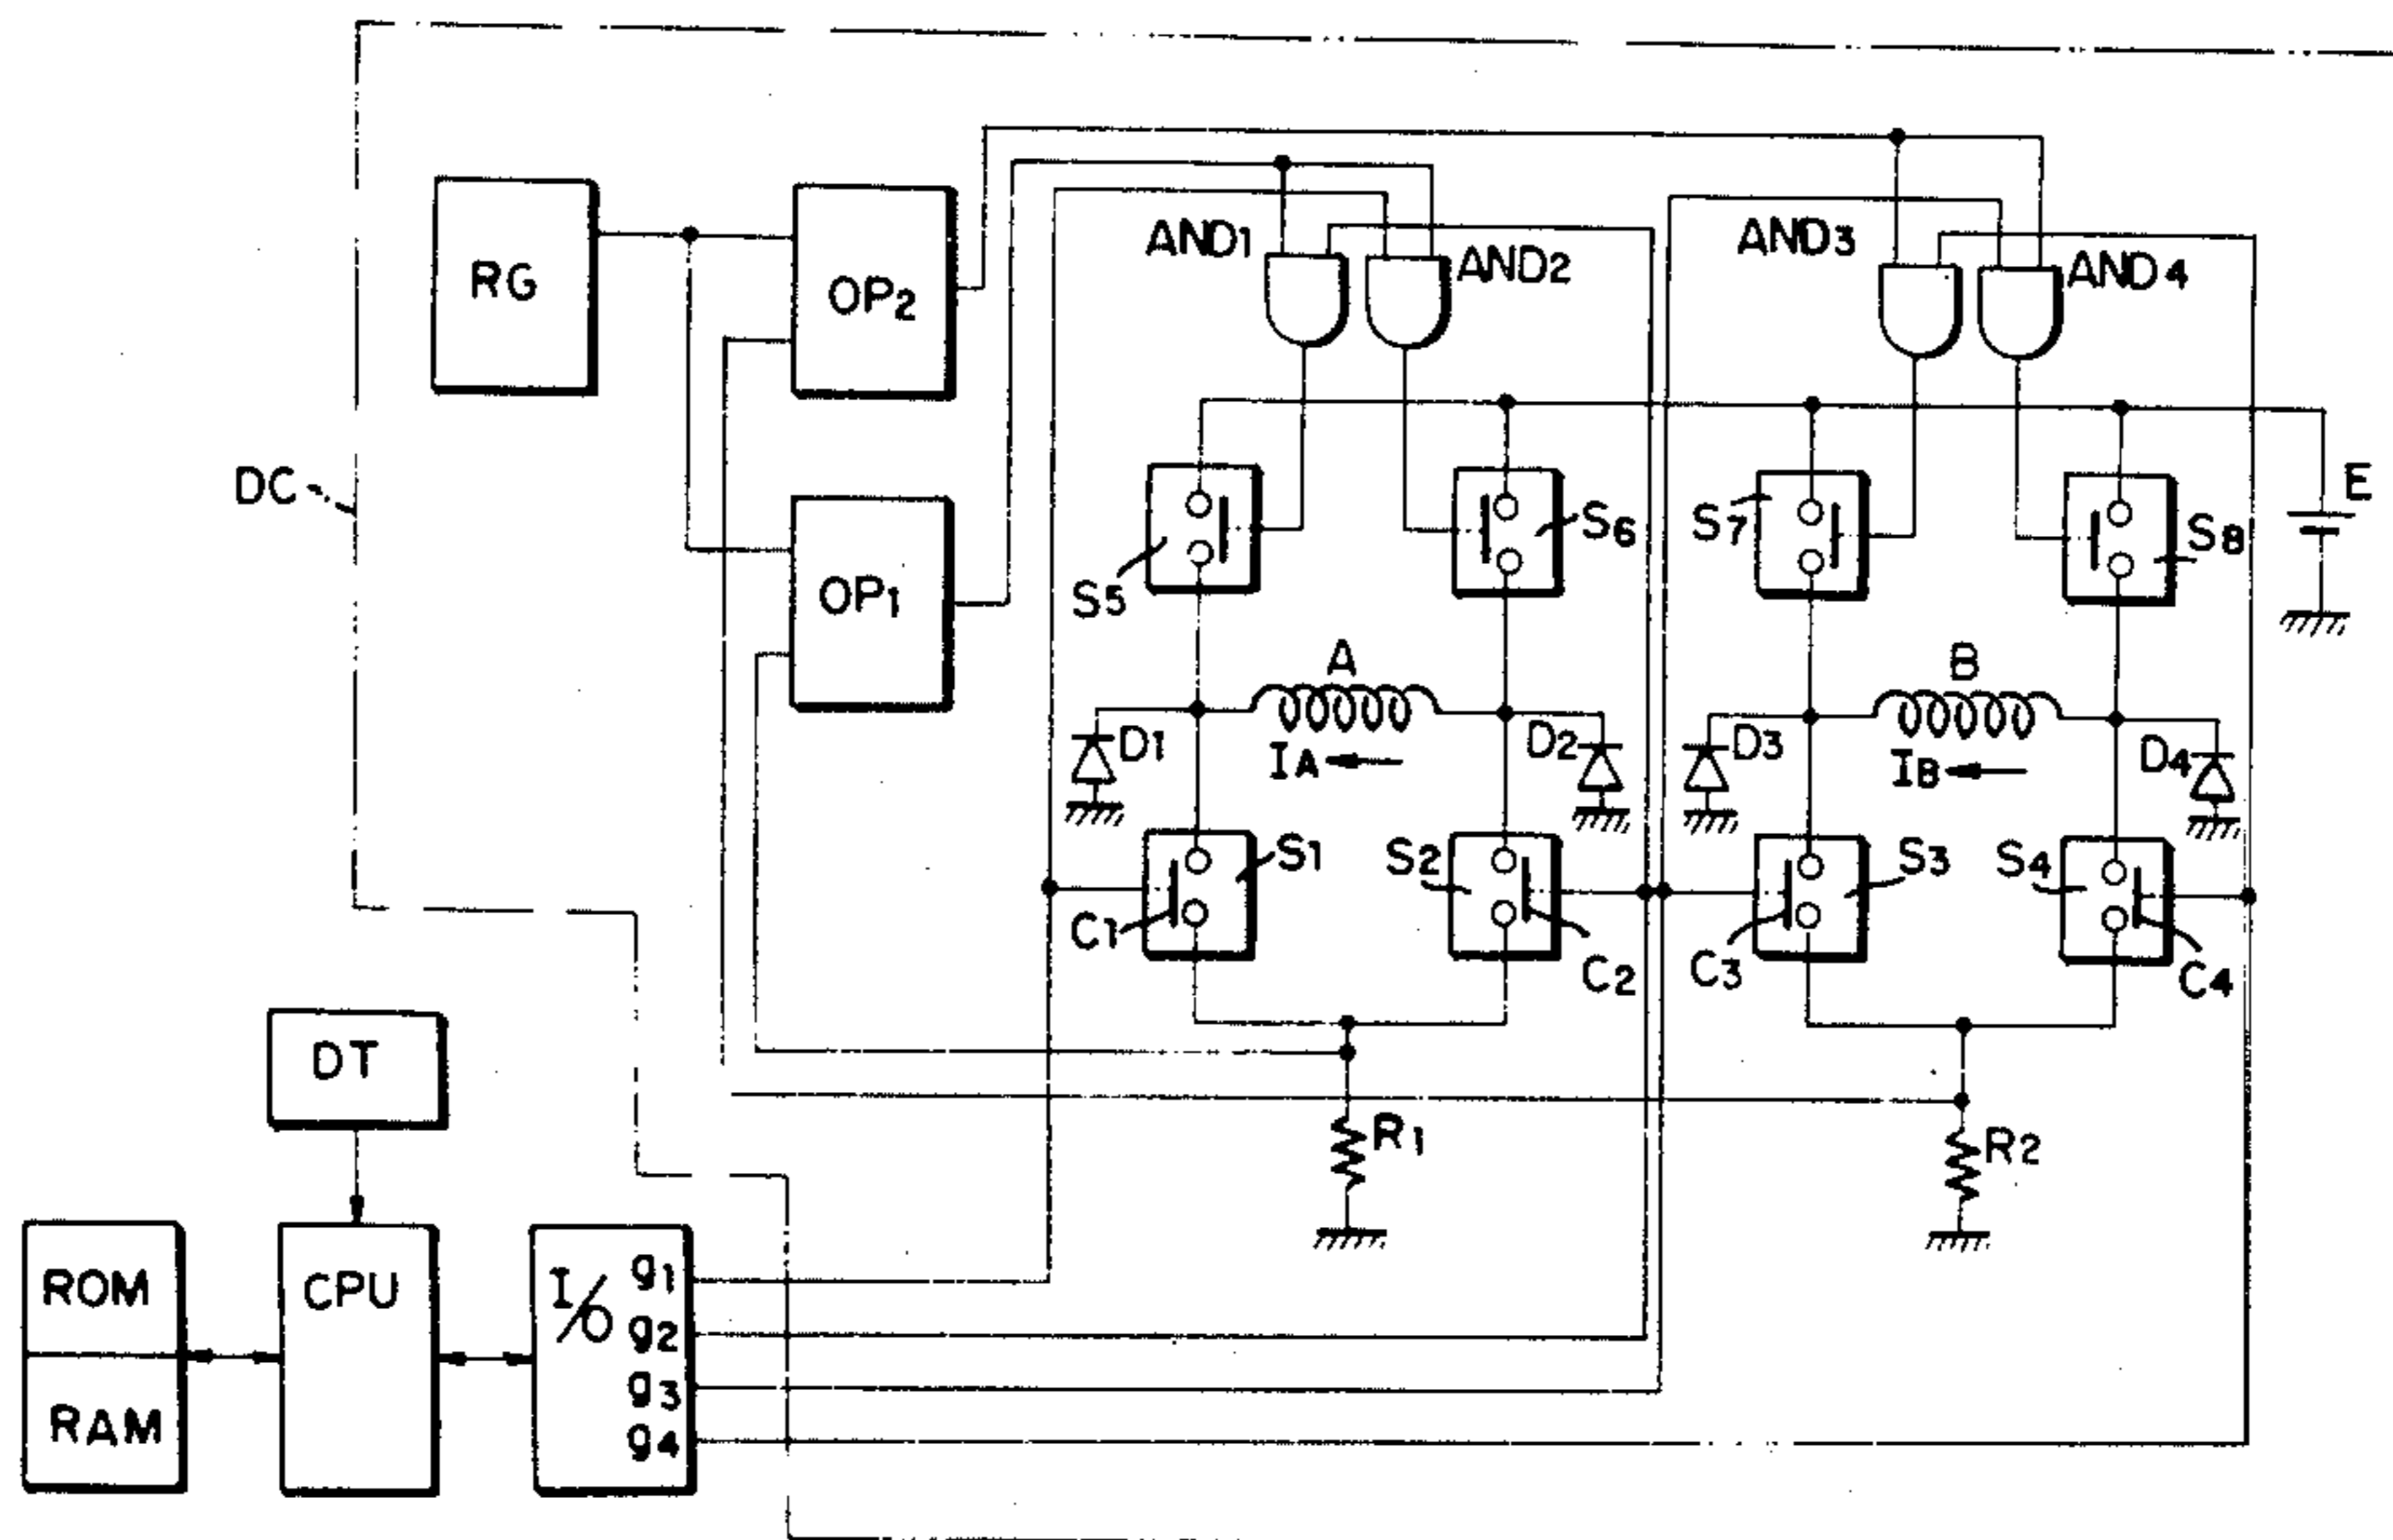 RG
OP2
AND1
AND2
AND3
AND4
DC
OP1
S5
S6
S7
S8
E
A
B
D1
IA
D2
D3
IB
D4
S1
S2
S3
S4
C1
C2
C3
C4
DT
R1
R2
ROM
RAM
CPU
I/O
g1
g2
g3
g4